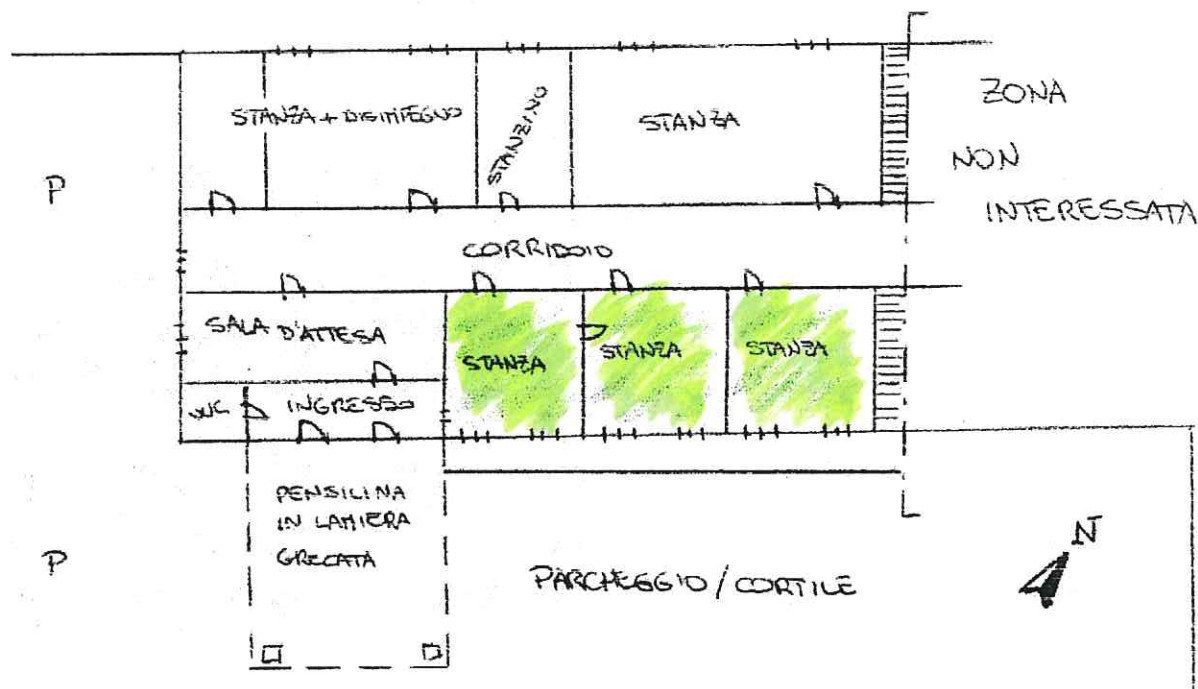 ZONA
NON
INTERESSATA
STANZA + DISIMPEGNO
STANZINO
STANZA
P
CORRIDOIO
SALA D'ATTESA
STANZA
STANZA
STANZA
WC
INGRESSO
PENSILINA
IN LAMIERA
GRECATA
P
PARCHEGGIO / CORTILE
N